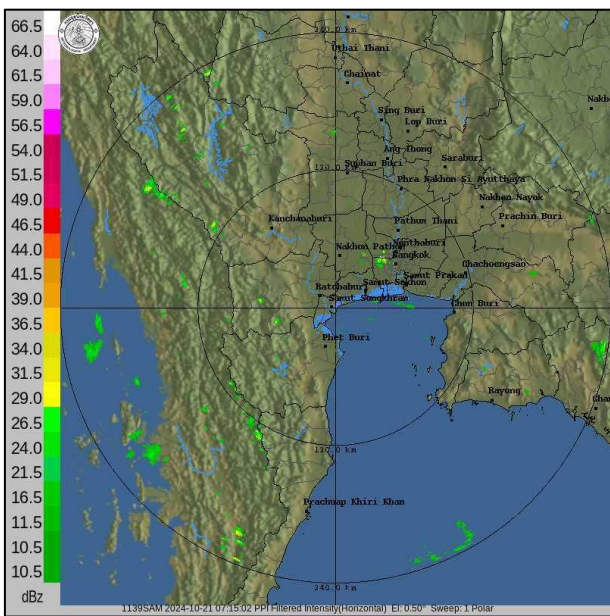 66.5
64.0
61.5
59.0
56.5
54.0
51.5
49.0
46.5
44.0
41.5
39.0
36.5
34.0
31.5
29.0
26.5
24.0
21.5
16.5
11.5
10.5
10.5
dBz
240.0 km
Uthai Thani
Chainat
Sing Buri
Lop Buri
Ang Thong
Saraburi
Suphan Buri
Phra Nakhon Si Ayutthaya
Nakhon Nayok
Prachin Buri
Kanchanaburi
Pathum Thani
Nonthaburi
Nakhon Pathom
Bangkok
Chachoengsao
Samut Prakan
Samut Sakhon
Ratchaburi
Samut Songkhram
Chon Buri
Phet Buri
Rayong
Prachuap Khiri Khan
120.0 km
240.0 km
1139SAM 2024-10-21 07:15:02 PPI Filtered Intensity(Horizontal) El: 0.50° Sweep: 1 Polar